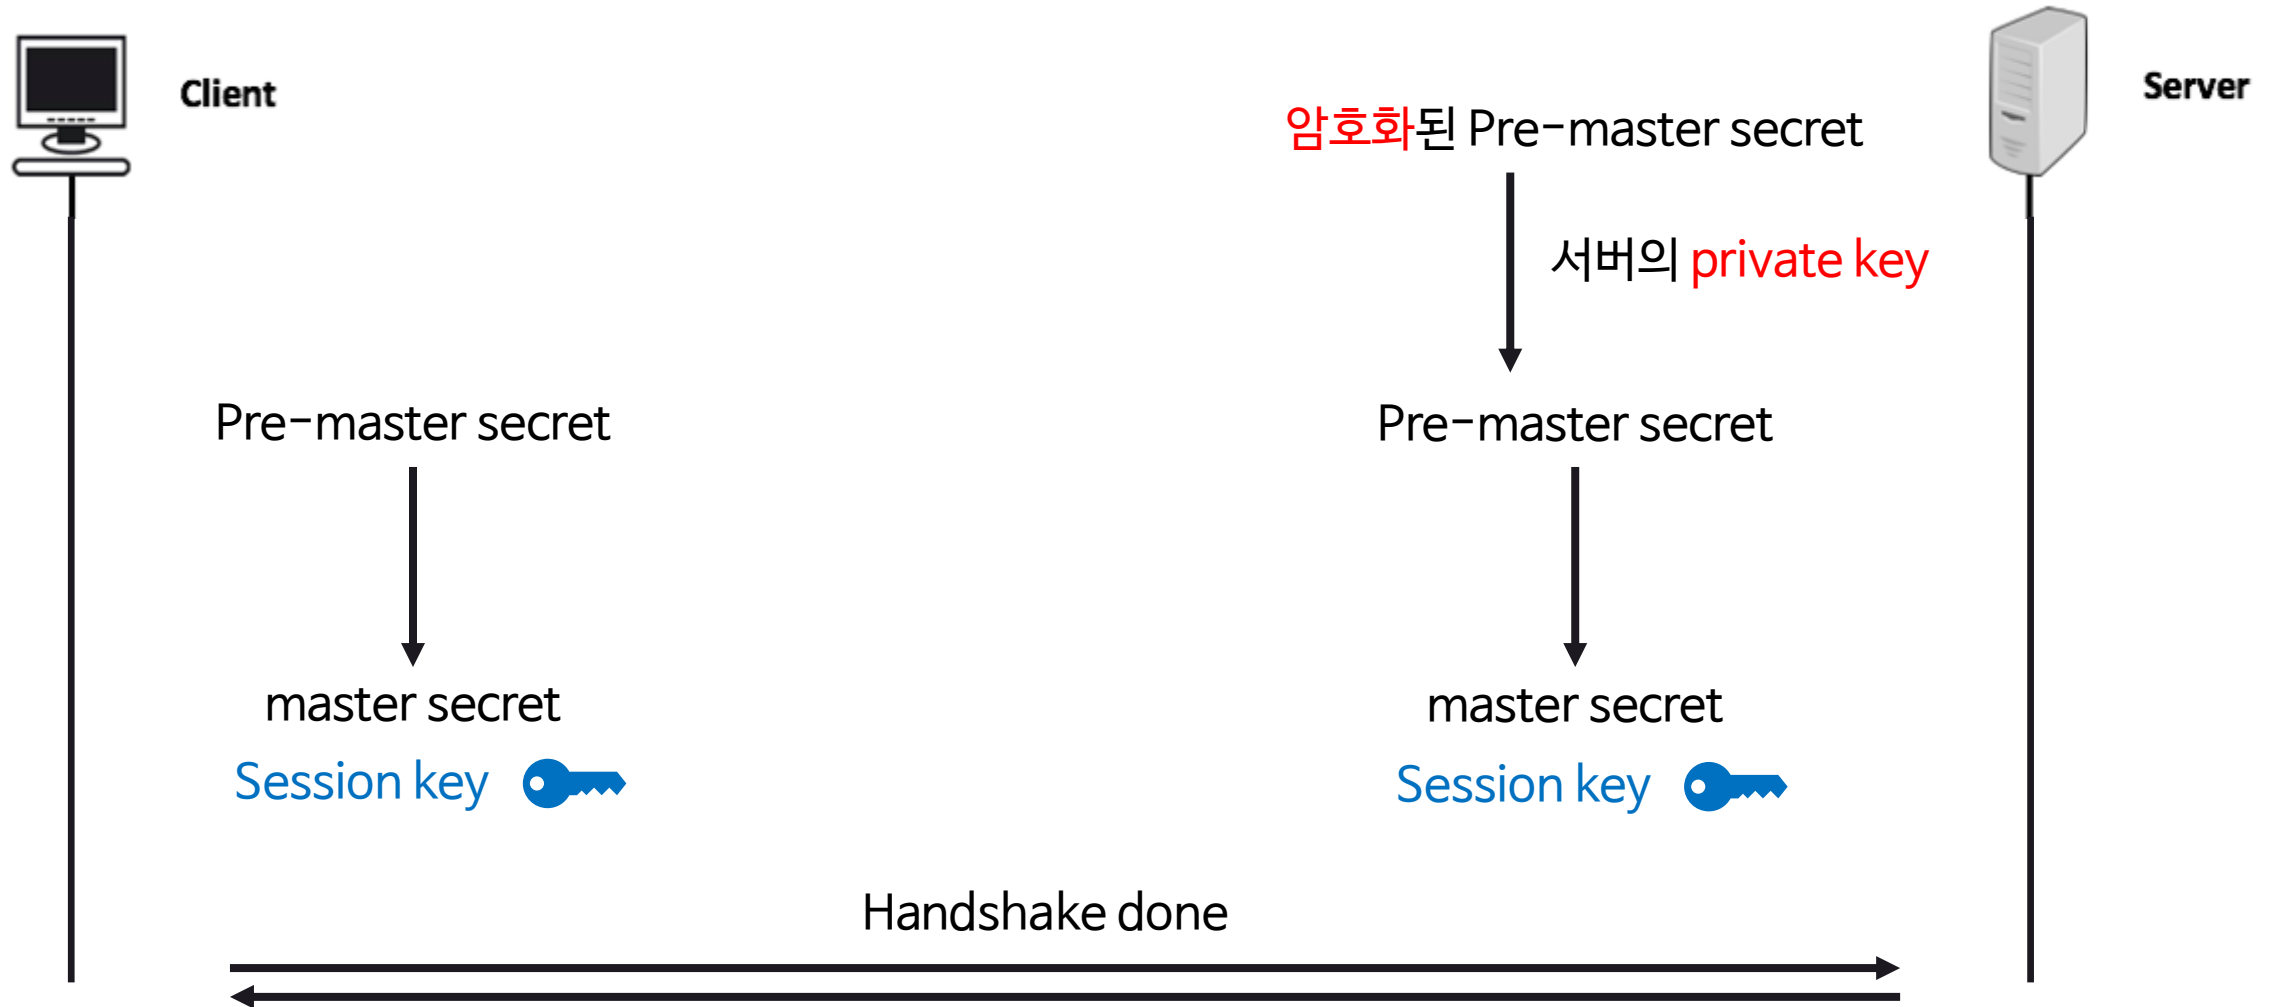 Client
Server
암호화된 Pre-master secret
서버의 private key
Pre-master secret
Pre-master secret
master secret
master secret
Session key
Session key
Handshake done